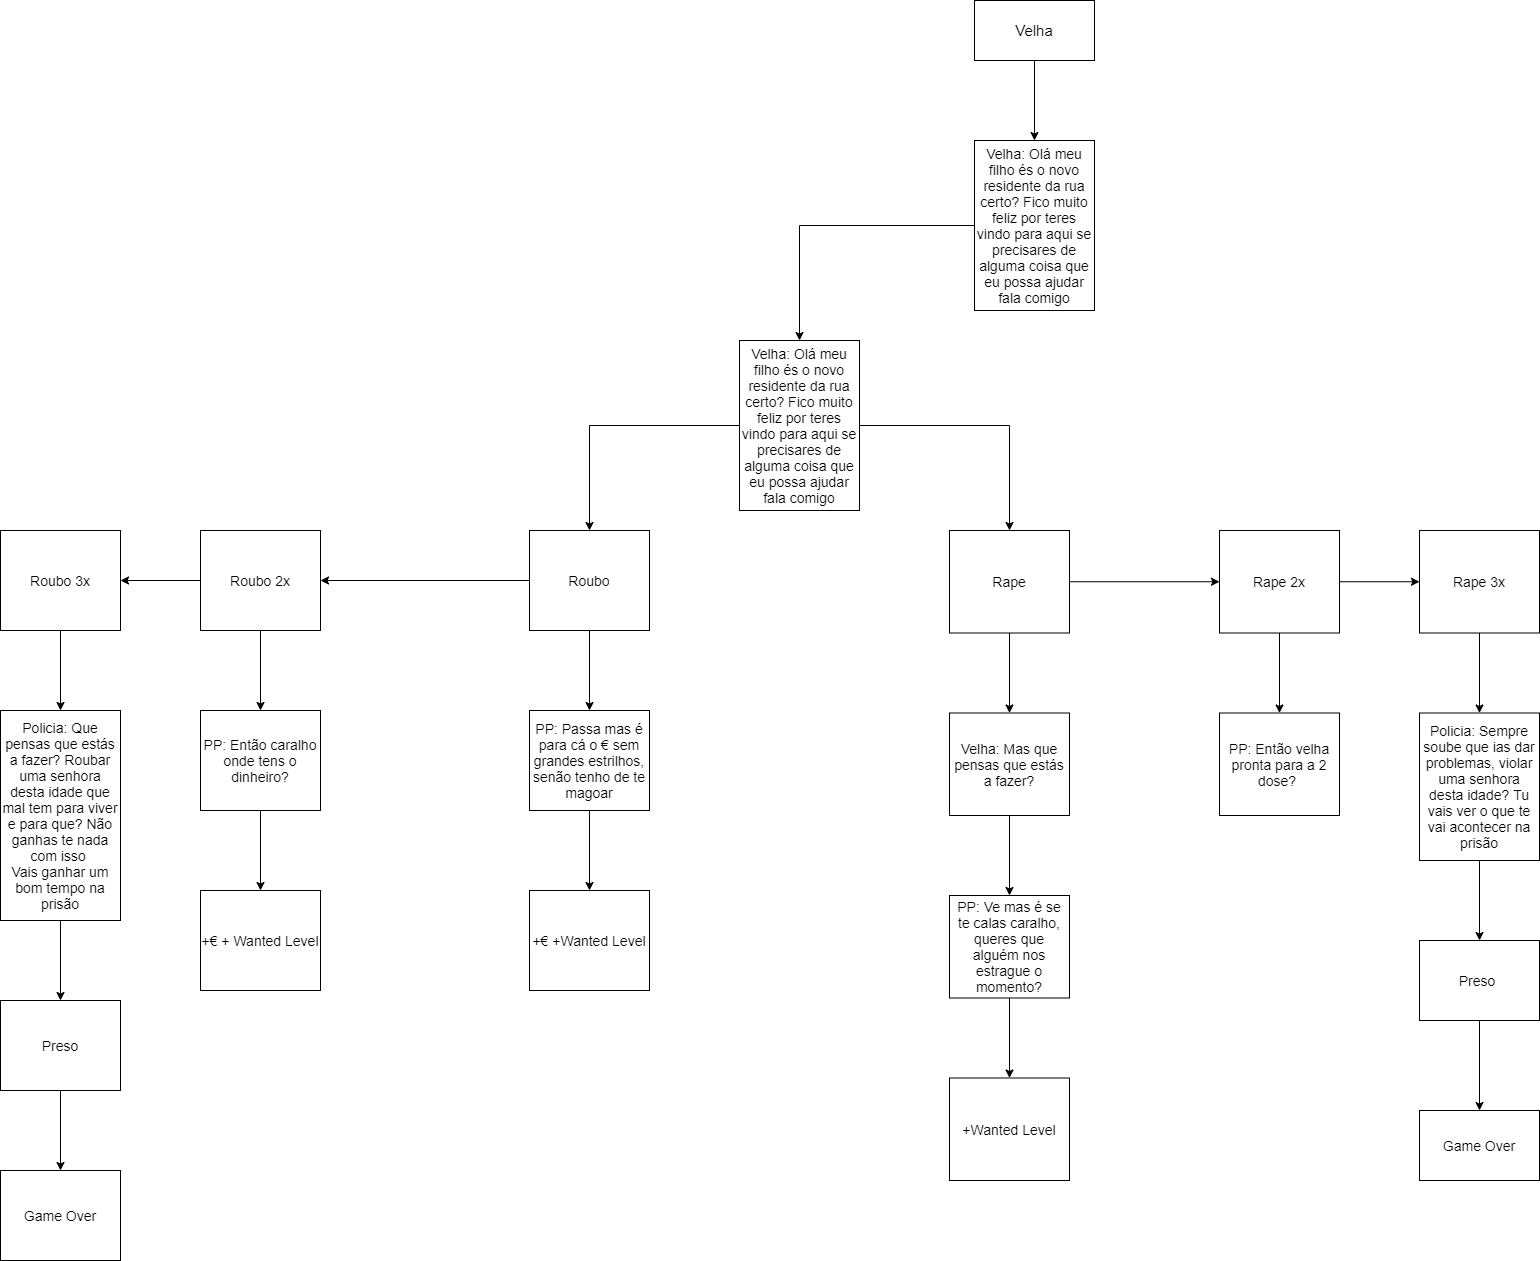 Velha
Velha: Olá meu
filho és o novo
residente da rua
certo? Fico muito
feliz por teres
vindo para aqui se
precisares de
alguma coisa que
eu possa ajudar
fala comigo
Velha: Olá meu
filho és o novo
residente da rua
certo? Fico muito
feliz por teres
vindo para aqui se
precisares de
alguma coisa que
eu possa ajudar
fala comigo
Roubo 3x
Roubo 2x
Roubo
Rape
Rape 2x
Rape 3x
Policia: Que
pensas que estás
a fazer? Roubar
uma senhora
desta idade que
mal tem para viver
e para que? Não
ganhas te nada
com isso
Vais ganhar um
bom tempo na
prisão
PP: Então caralho
onde tens o
dinheiro?
PP: Passa mas é
para cá o € sem
grandes estrilhos,
senão tenho de te
magoar
Velha: Mas que
pensas que estás
a fazer?
PP: Então velha
pronta para a 2
dose?
Policia: Sempre
soube que ias dar
problemas, violar
uma senhora
desta idade? Tu
vais ver o que te
vai acontecer na
prisão
+€ + Wanted Level
+€ +Wanted Level
PP: Ve mas é se
te calas caralho,
queres que
alguém nos
estrague o
momento?
Preso
Preso
+Wanted Level
Game Over
Game Over